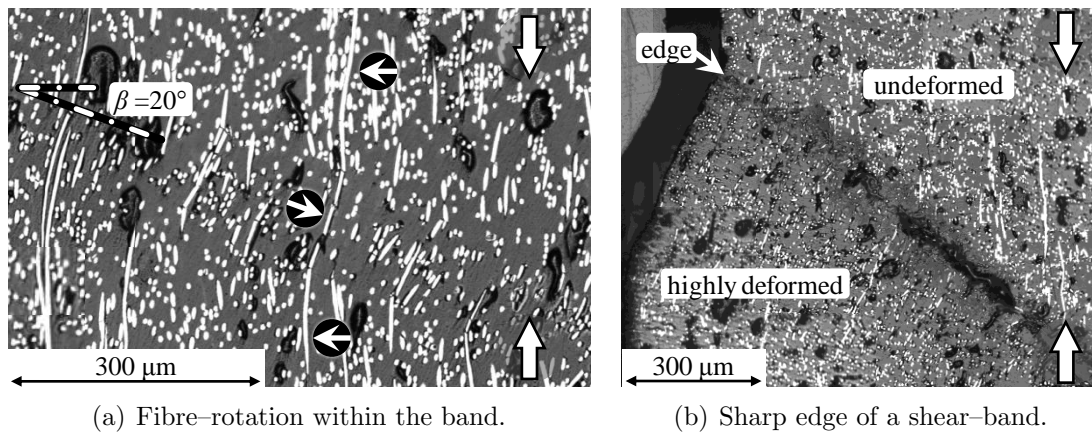 β =20°
300 μm
edge
undeformed
highly deformed
300 μm
(a) Fibre–rotation within the band.
(b) Sharp edge of a shear–band.